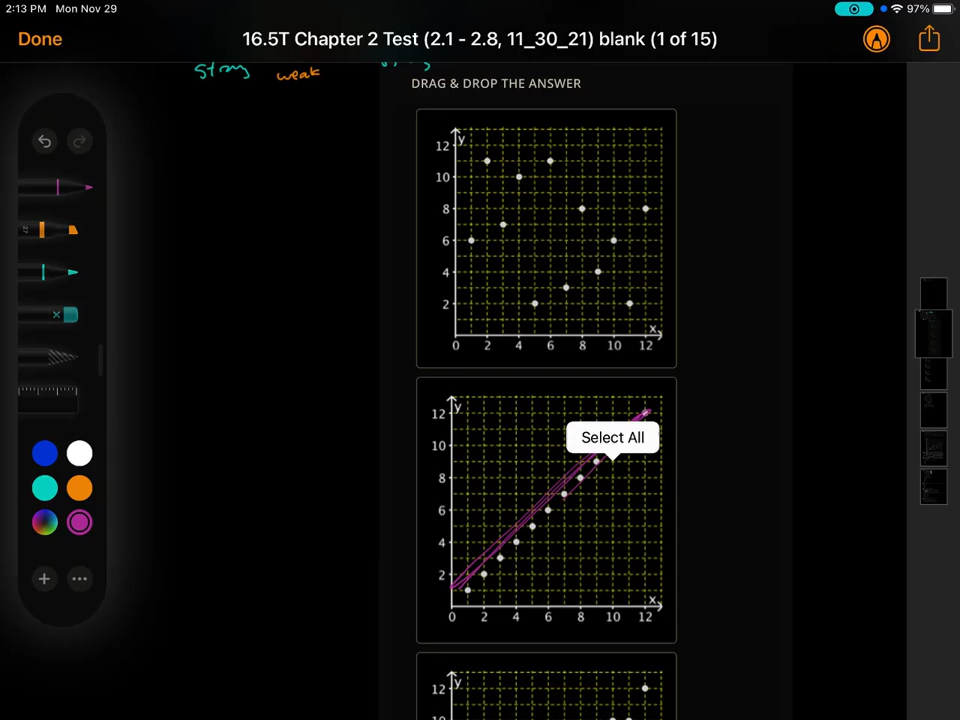 2:13 PM Mon Nov 29
97%
Done
16.5T Chapter 2 Test (2.1 - 2.8, 11_30_21) blank (1 of 15)
strong weak
DRAG & DROP THE ANSWER
y
12
10
8
6
4
2
x
0 2 4 6 8 10 12
y
12
10
8
6
4
2
x
0 2 4 6 8 10 12
Select All
y
12
10